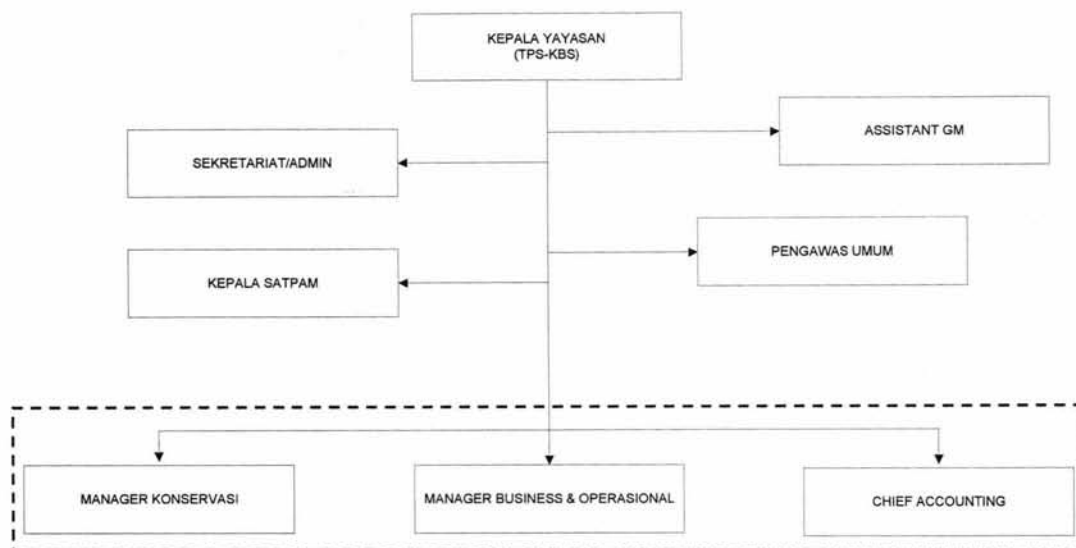 KEPALA YAYASAN
(TPS-KBS)
ASSISTANT GM
SEKRETARIAT/ADMIN
PENGAWAS UMUM
KEPALA SATPAM
MANAGER KONSERVASI
MANAGER BUSINESS & OPERASIONAL
CHIEF ACCOUNTING